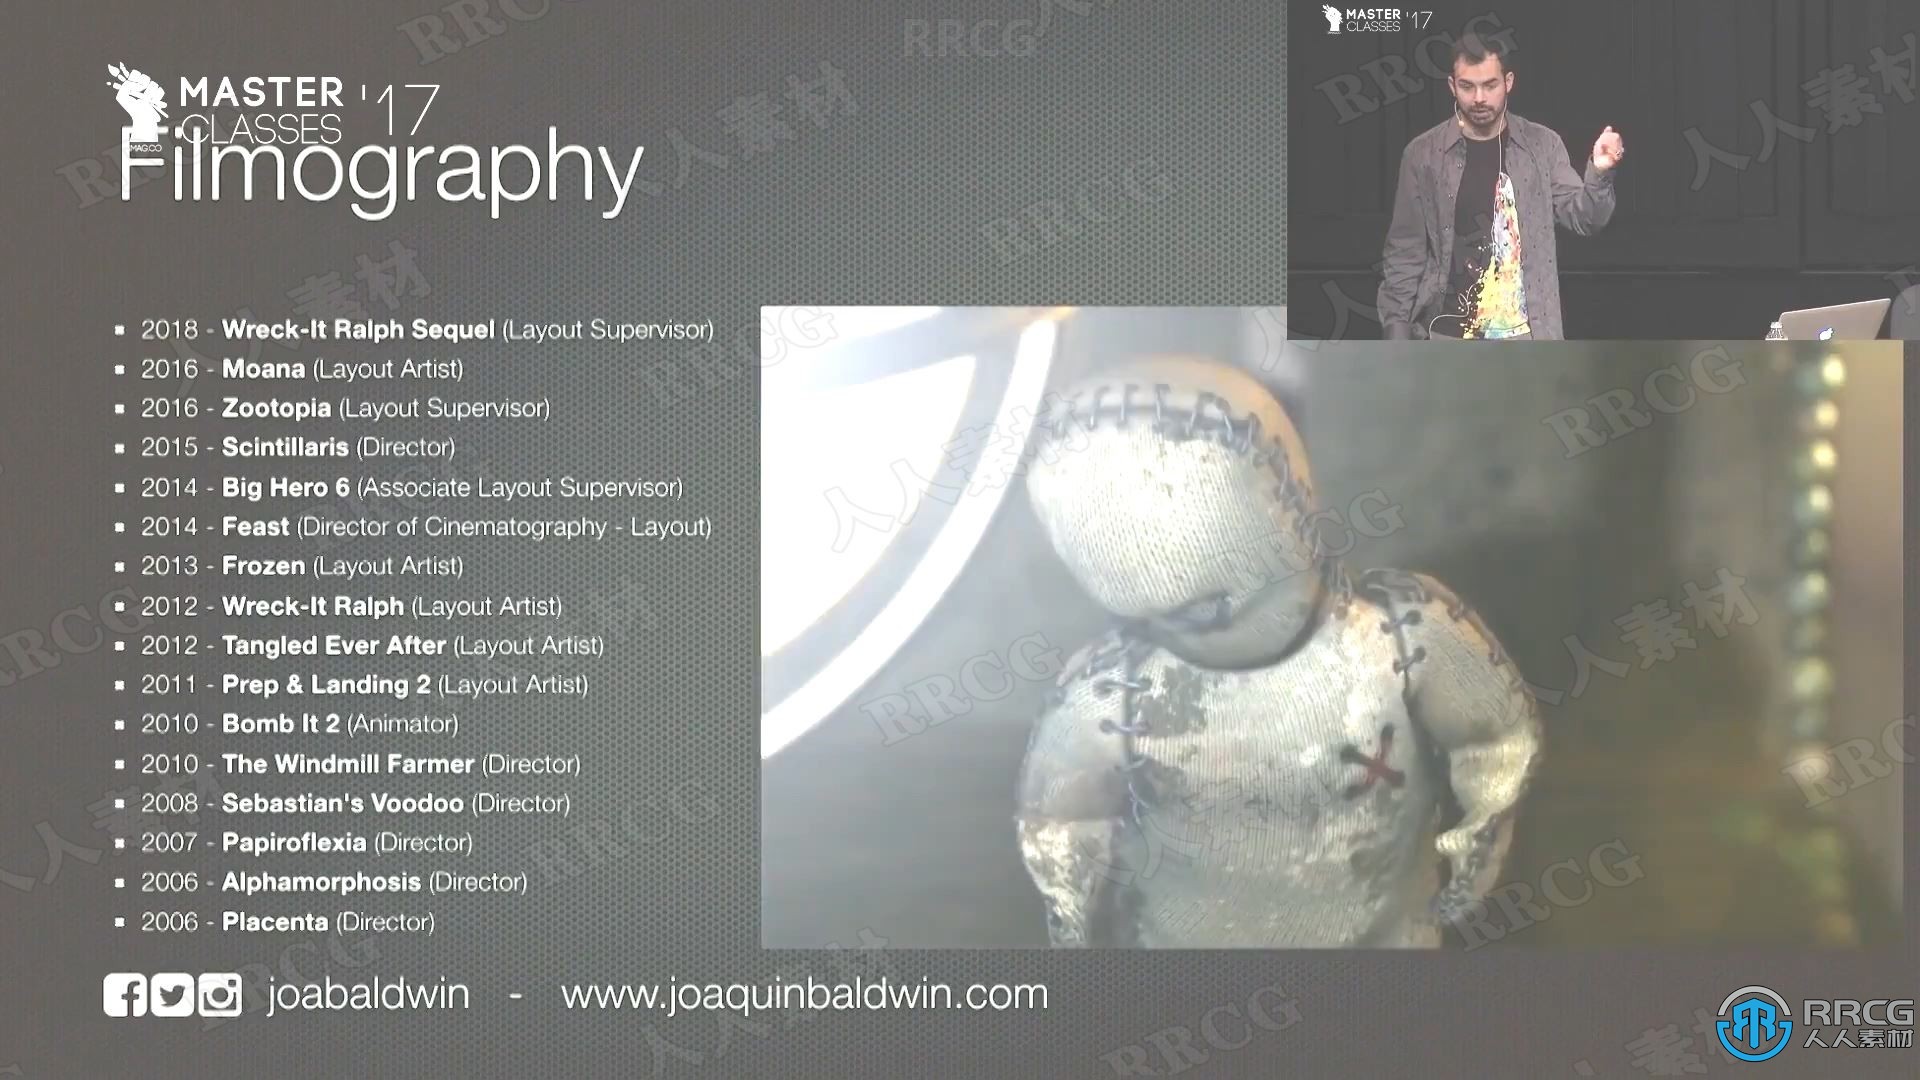 MASTER CLASSES '17
MASTER
CLASSES '17
MAG.CO
Filmography
2018 - Wreck-It Ralph Sequel (Layout Supervisor)
2016 - Moana (Layout Artist)
2016 - Zootopia (Layout Supervisor)
2015 - Scintillaris (Director)
2014 - Big Hero 6 (Associate Layout Supervisor)
2014 - Feast (Director of Cinematography - Layout)
2013 - Frozen (Layout Artist)
2012 - Wreck-It Ralph (Layout Artist)
2012 - Tangled Ever After (Layout Artist)
2011 - Prep & Landing 2 (Layout Artist)
2010 - Bomb It 2 (Animator)
2010 - The Windmill Farmer (Director)
2008 - Sebastian's Voodoo (Director)
2007 - Papiroflexia (Director)
2006 - Alphamorphosis (Director)
2006 - Placenta (Director)
joabaldwin - www.joaquinbaldwin.com
RRCG
人人素材